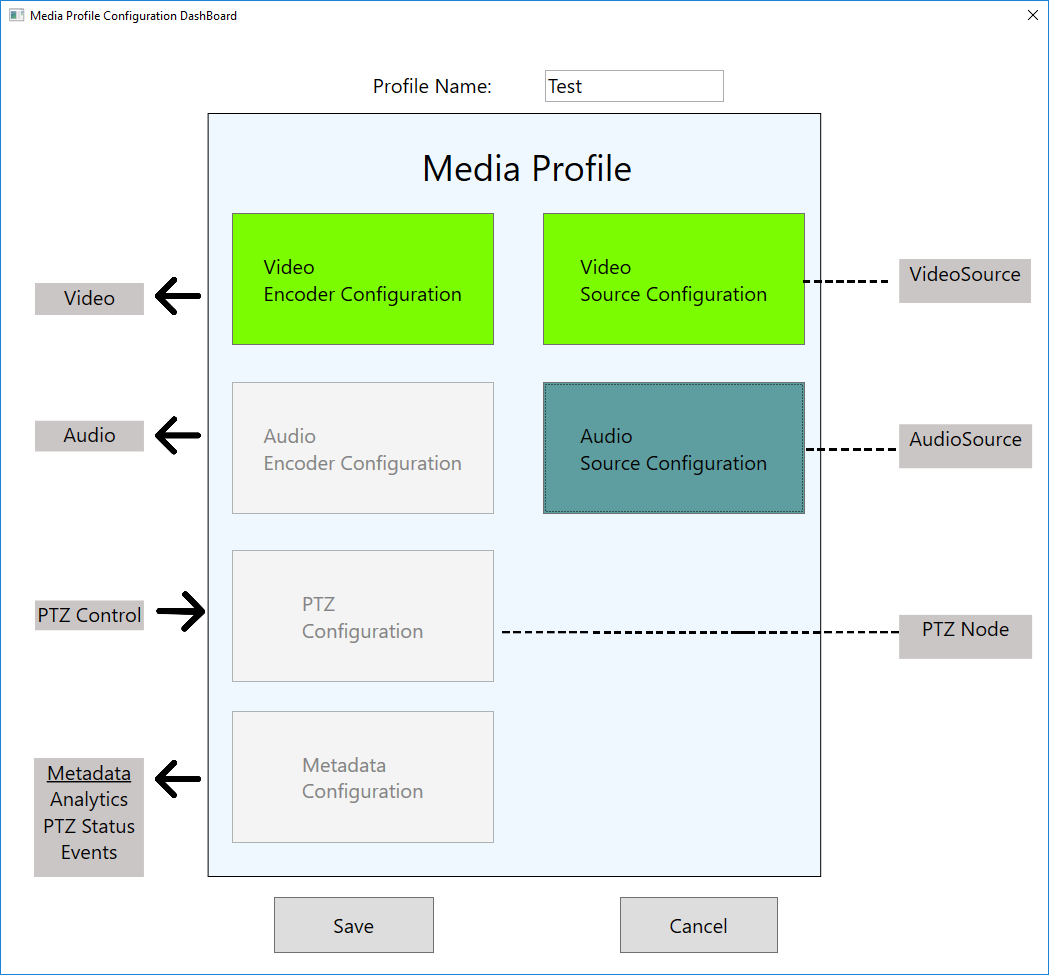 Media Profile Configuration DashBoard
Profile Name:
Test
Media Profile
Video
Encoder Configuration
Video
Source Configuration
Video
VideoSource
Audio
Encoder Configuration
Audio
Source Configuration
Audio
AudioSource
PTZ
Configuration
PTZ Control
PTZ Node
Metadata
Configuration
Metadata
Analytics
PTZ Status
Events
Save
Cancel